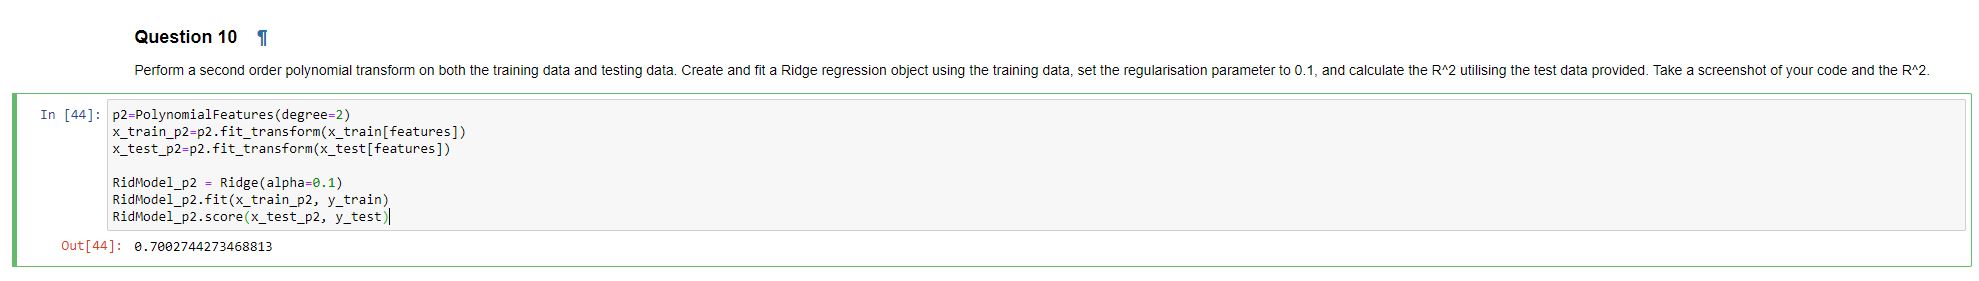 Question 10 ¶
Perform a second order polynomial transform on both the training data and testing data. Create and fit a Ridge regression object using the training data, set the regularisation parameter to 0.1, and calculate the R^2 utilising the test data provided. Take a screenshot of your code and the R^2.
In [44]: p2=PolynomialFeatures(degree=2)
x_train_p2=p2.fit_transform(x_train[features])
x_test_p2=p2.fit_transform(x_test[features])
RidModel_p2 = Ridge(alpha=0.1)
RidModel_p2.fit(x_train_p2, y_train)
RidModel_p2.score(x_test_p2, y_test)
Out[44]: 0.7002744273468813